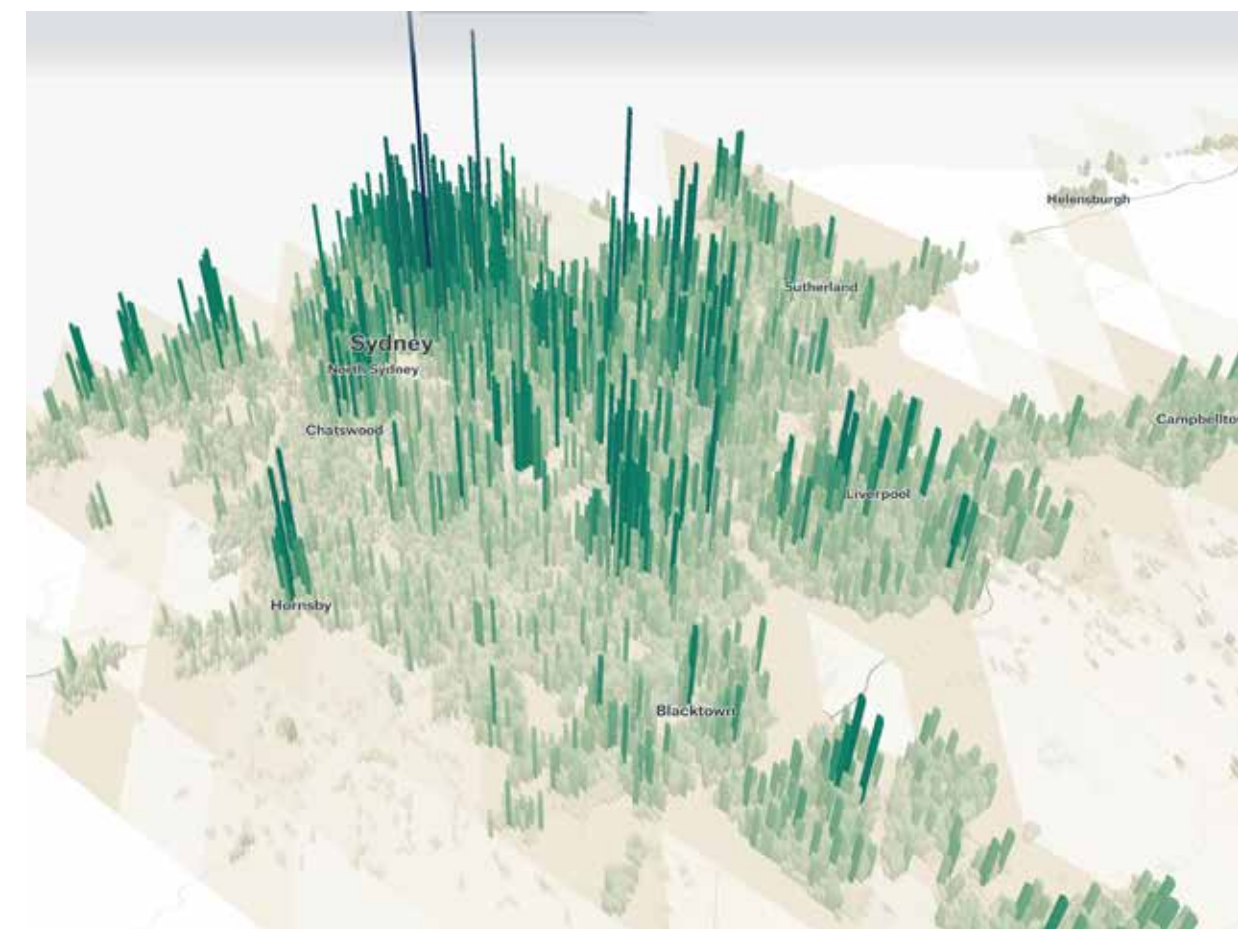 Helensburgh
Sutherland
Sydney
North Sydney
Campbellto
Chatswood
Liverpool
Hornsby
Blacktown